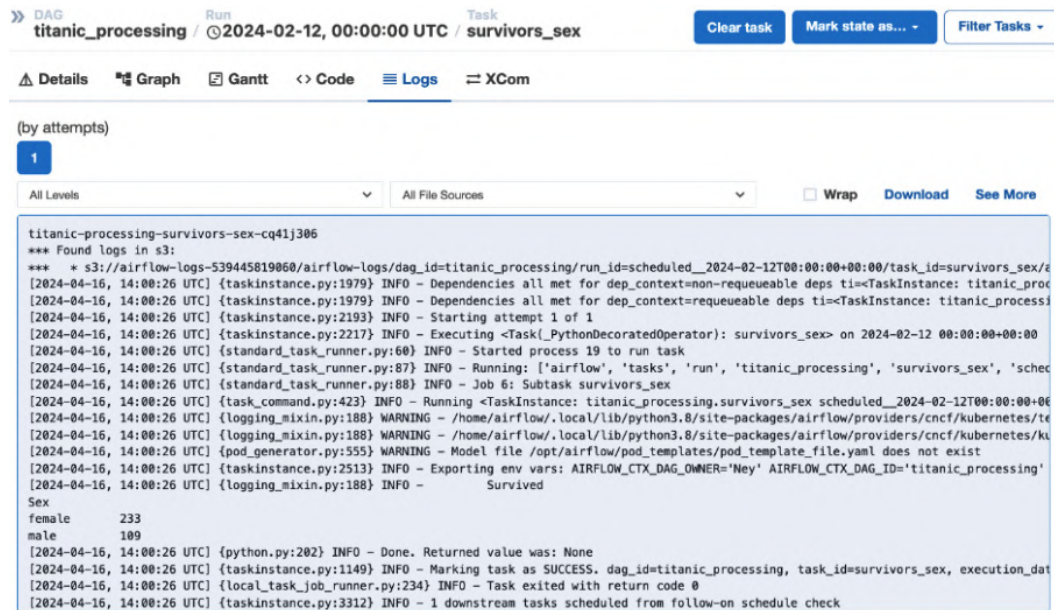 DAG Run Task
titanic_processing / 2024-02-12, 00:00:00 UTC / survivors_sex
Clear task Mark state as... Filter Tasks
Details Graph Gantt <> Code Logs XCom
(by attempts)
1
All Levels All File Sources Wrap Download See More
titanic-processing-survivors-sex-cq41j306
*** Found logs in s3:
***   * s3://airflow-logs-539445819060/airflow-logs/dag_id=titanic_processing/run_id=scheduled__2024-02-12T00:00:00+00:00/task_id=survivors_sex/a
[2024-04-16, 14:00:26 UTC] {taskinstance.py:1979} INFO - Dependencies all met for dep_context=non-requeueable deps ti=<TaskInstance: titanic_proc
[2024-04-16, 14:00:26 UTC] {taskinstance.py:1979} INFO - Dependencies all met for dep_context=requeueable deps ti=<TaskInstance: titanic_processi
[2024-04-16, 14:00:26 UTC] {taskinstance.py:2193} INFO - Starting attempt 1 of 1
[2024-04-16, 14:00:26 UTC] {taskinstance.py:2217} INFO - Executing <Task(_PythonDecoratedOperator): survivors_sex> on 2024-02-12 00:00:00+00:00
[2024-04-16, 14:00:26 UTC] {standard_task_runner.py:60} INFO - Started process 19 to run task
[2024-04-16, 14:00:26 UTC] {standard_task_runner.py:87} INFO - Running: ['airflow', 'tasks', 'run', 'titanic_processing', 'survivors_sex', 'sched
[2024-04-16, 14:00:26 UTC] {standard_task_runner.py:88} INFO - Job 6: Subtask survivors_sex
[2024-04-16, 14:00:26 UTC] {task_command.py:423} INFO - Running <TaskInstance: titanic_processing.survivors_sex scheduled__2024-02-12T00:00:00+00
[2024-04-16, 14:00:26 UTC] {logging_mixin.py:188} WARNING - /home/airflow/.local/lib/python3.8/site-packages/airflow/providers/cncf/kubernetes/te
[2024-04-16, 14:00:26 UTC] {logging_mixin.py:188} WARNING - /home/airflow/.local/lib/python3.8/site-packages/airflow/providers/cncf/kubernetes/ku
[2024-04-16, 14:00:26 UTC] {pod_generator.py:555} WARNING - Model file /opt/airflow/pod_templates/pod_template_file.yaml does not exist
[2024-04-16, 14:00:26 UTC] {taskinstance.py:2513} INFO - Exporting env vars: AIRFLOW_CTX_DAG_OWNER='Ney' AIRFLOW_CTX_DAG_ID='titanic_processing'
[2024-04-16, 14:00:26 UTC] {logging_mixin.py:188} INFO -         Survived
Sex
female       233
male         109
[2024-04-16, 14:00:26 UTC] {python.py:202} INFO - Done. Returned value was: None
[2024-04-16, 14:00:26 UTC] {taskinstance.py:1149} INFO - Marking task as SUCCESS. dag_id=titanic_processing, task_id=survivors_sex, execution_dat
[2024-04-16, 14:00:26 UTC] {local_task_job_runner.py:234} INFO - Task exited with return code 0
[2024-04-16, 14:00:26 UTC] {taskinstance.py:3312} INFO - 1 downstream tasks scheduled from follow-on schedule check